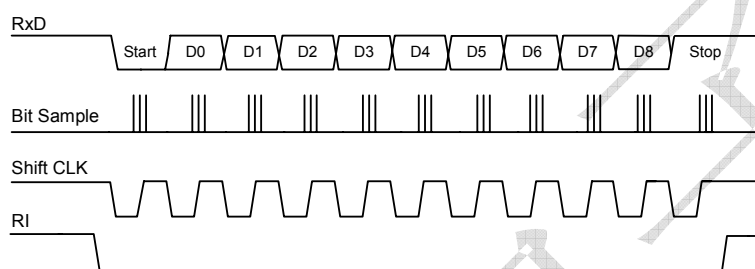 RxD
Start D0 D1 D2 D3 D4 D5 D6 D7 D8 Stop
Bit Sample
Shift CLK
RI